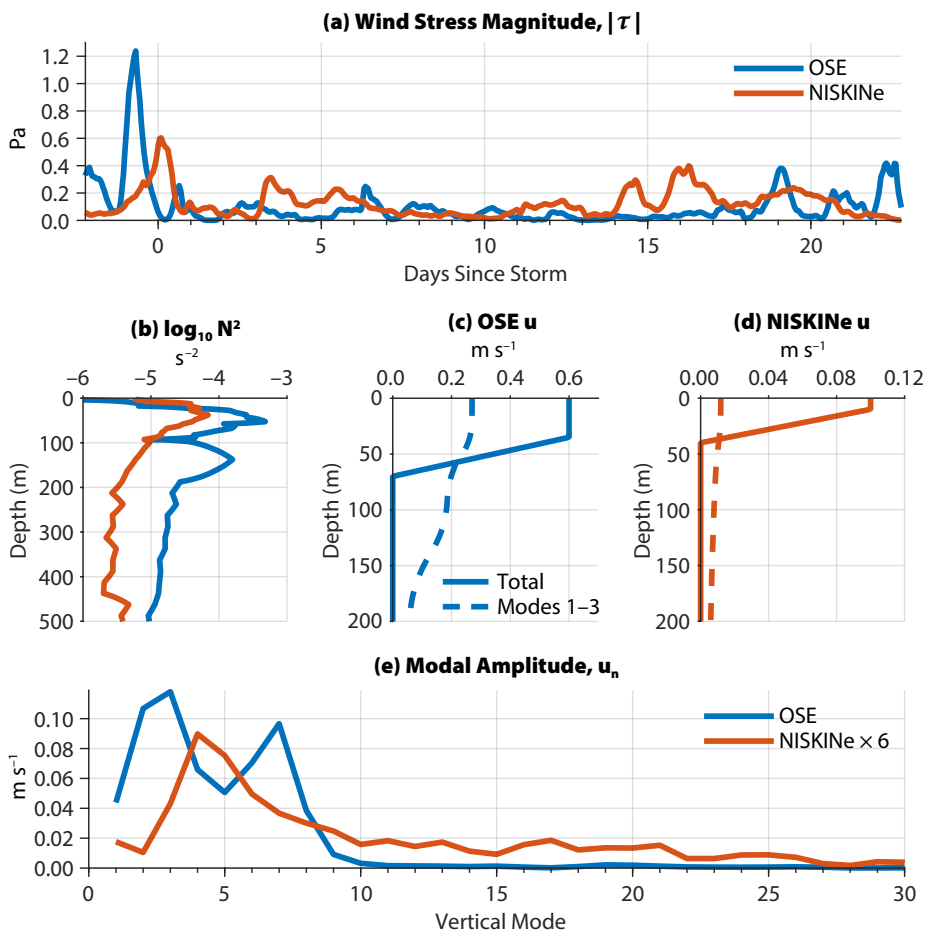 (a) Wind Stress Magnitude, | τ |
1.2
1.0
0.8
0.6
0.4
0.2
0.0
Pa
OSE
NISKINe
0 5 10 15 20
Days Since Storm
(b) log₁₀ N²
s⁻²
−6 −5 −4 −3
0
100
200
300
400
500
Depth (m)
(c) OSE u
m s⁻¹
0.0 0.2 0.4 0.6
0
50
100
150
200
Depth (m)
Total
Modes 1–3
(d) NISKINe u
m s⁻¹
0.00 0.04 0.08 0.12
0
50
100
150
200
Depth (m)
(e) Modal Amplitude, uₙ
0.10
0.08
0.06
0.04
0.02
0.00
m s⁻¹
OSE
NISKINe × 6
0 5 10 15 20 25 30
Vertical Mode